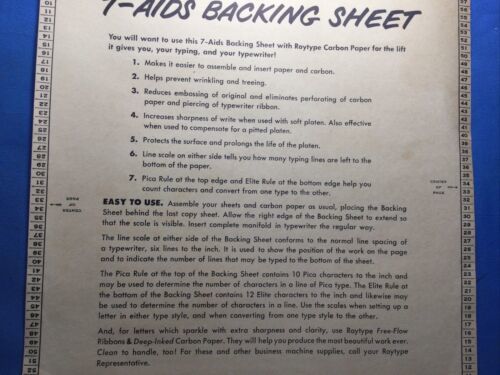 7-AIDS BACKING SHEET
You will want to use this 7-Aids Backing Sheet with Raytype Carbon Paper for the lift
it gives you, your typing, and your typewriter!
1. Makes it easier to assemble and insert paper and carbon.
2. Helps prevent wrinkling and treeing.
3. Reduces embossing of original and eliminates perforating of carbon
paper and piercing of typewriter ribbon.
4. Increases sharpness of write when used with soft platen. Also effective
when used to compensate for a pitted platen.
5. Protects the surface and prolongs the life of the platen.
6. Line scale on either side tells you how many typing lines are left to the
bottom of the paper.
7. Pica Rule at the top edge and Elite Rule at the bottom edge help you
count characters and convert from one type to the other.
EASY TO USE. Assemble your sheets and carbon paper as usual, placing the Backing
Sheet behind the last copy sheet. Allow the right edge of the Backing Sheet to extend so
that the scale is visible. Insert complete manifold in typewriter the regular way.
The line scale at either side of the Backing Sheet conforms to the normal line spacing of
a typewriter, six lines to the inch. It is used to show the position of the work on the page
and to indicate the number of lines that may be typed to the bottom of the sheet.
The Pica Rule at the top of the Backing Sheet contains 10 Pica characters to the inch and
may be used to determine the number of characters in a line of Pica type. The Elite Rule at
the bottom of the Backing Sheet contains 12 Elite characters to the inch and likewise may
be used to determine the number of characters in a line. Use the scales when setting up a
letter in either type style, and when converting from one type style to the other.
And, for letters which sparkle with extra sharpness and clarity, use Raytype Free-Flow
Ribbons & Deep-Inked Carbon Paper. They will help you produce the most beautiful work ever.
Clean to handle, too! For these and other business machine supplies, call your Raytype
Representative.
CENTER
OF
PAGE
CENTER
OF
PAGE